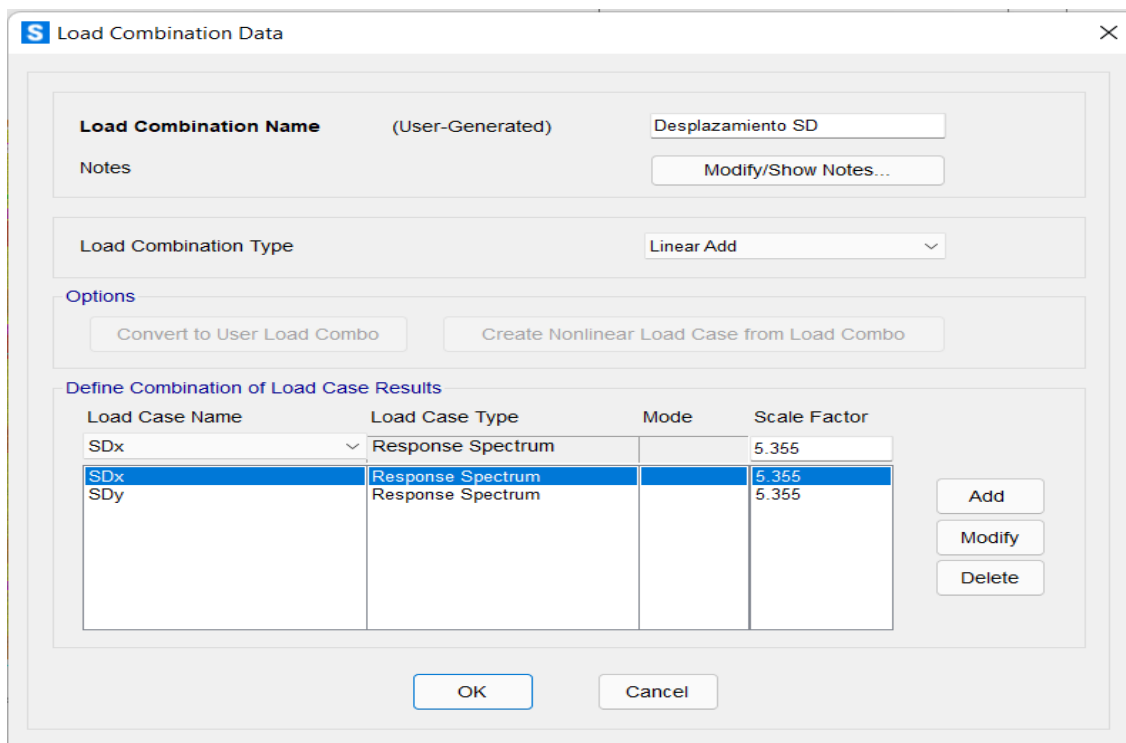 S Load Combination Data
Load Combination Name (User-Generated) Desplazamiento SD
Notes Modify/Show Notes...
Load Combination Type Linear Add
Options
Convert to User Load Combo Create Nonlinear Load Case from Load Combo
Define Combination of Load Case Results
Load Case Name Load Case Type Mode Scale Factor
SDx Response Spectrum 5.355
SDx Response Spectrum 5.355
SDy Response Spectrum 5.355
Add
Modify
Delete
OK Cancel